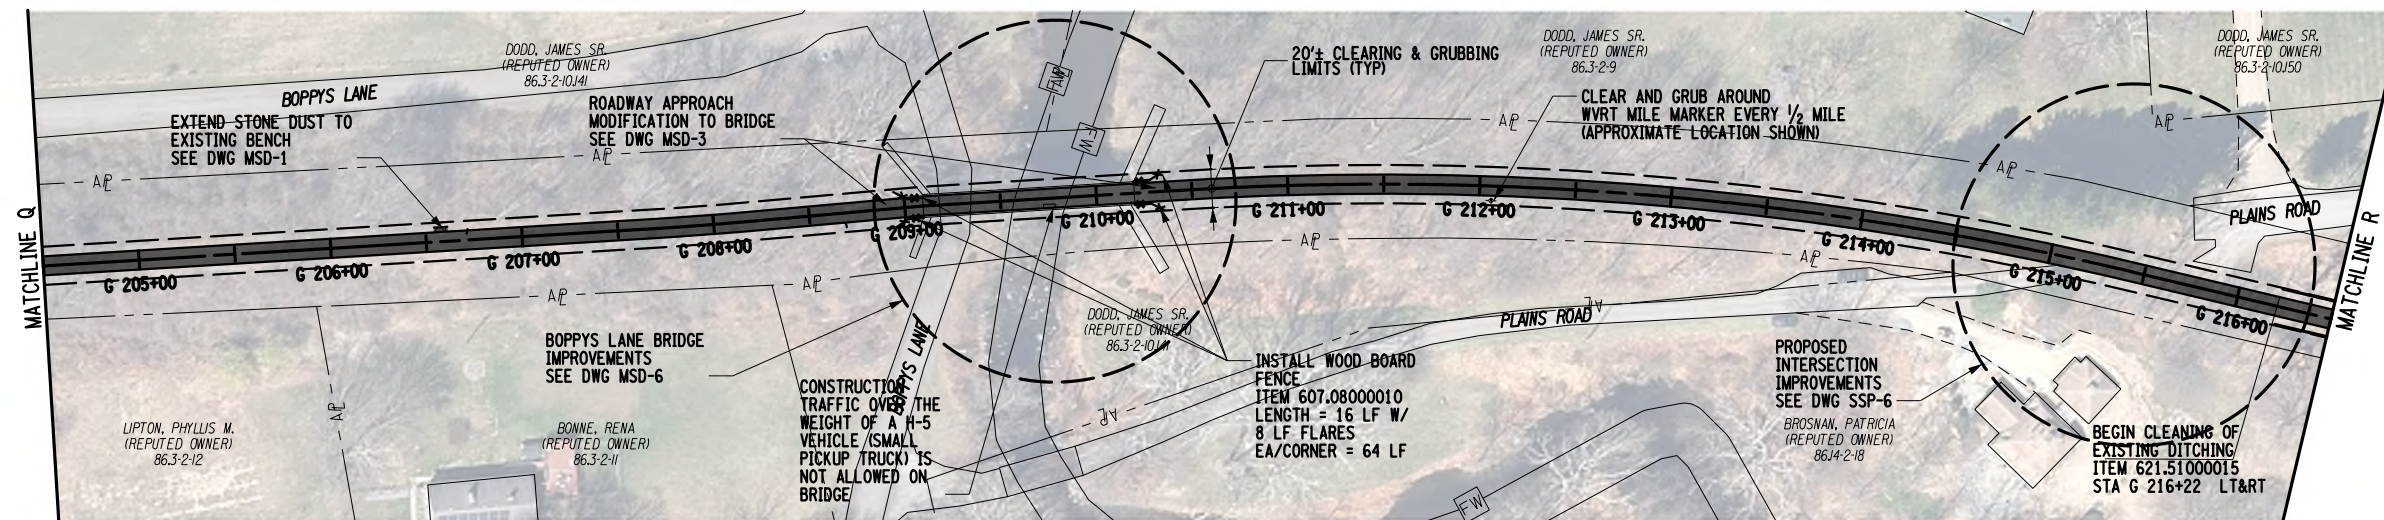 DODD, JAMES SR.
(REPUTED OWNER)
86.3-2-10.141
BOPPYS LANE
EXTEND STONE DUST TO
EXISTING BENCH
SEE DWG MSD-1
ROADWAY APPROACH
MODIFICATION TO BRIDGE
SEE DWG MSD-3
FW
FW
20'± CLEARING & GRUBBING
LIMITS (TYP)
DODD, JAMES SR.
(REPUTED OWNER)
86.3-2-9
CLEAR AND GRUB AROUND
WVRT MILE MARKER EVERY ½ MILE
(APPROXIMATE LOCATION SHOWN)
DODD, JAMES SR.
(REPUTED OWNER)
86.3-2-10.150
PLAINS ROAD
MATCHLINE Q
MATCHLINE R
G 205+00
G 206+00
G 207+00
G 208+00
G 209+00
G 210+00
G 211+00
G 212+00
G 213+00
G 214+00
G 215+00
G 216+00
BOPPYS LANE BRIDGE
IMPROVEMENTS
SEE DWG MSD-6
BOPPYS LANE
CONSTRUCTION
TRAFFIC OVER THE
WEIGHT OF A H-5
VEHICLE (SMALL
PICKUP TRUCK) IS
NOT ALLOWED ON
BRIDGE
DODD, JAMES SR.
(REPUTED OWNER)
86.3-2-10.141
INSTALL WOOD BOARD
FENCE
ITEM 607.08000010
LENGTH = 16 LF W/
8 LF FLARES
EA/CORNER = 64 LF
PLAINS ROAD
PROPOSED
INTERSECTION
IMPROVEMENTS
SEE DWG SSP-6
BROSNAN, PATRICIA
(REPUTED OWNER)
86.14-2-18
BEGIN CLEANING OF
EXISTING DITCHING
ITEM 621.51000015
STA G 216+22 LT&RT
LIPTON, PHYLLIS M.
(REPUTED OWNER)
86.3-2-12
BONNE, RENA
(REPUTED OWNER)
86.3-2-11
FW